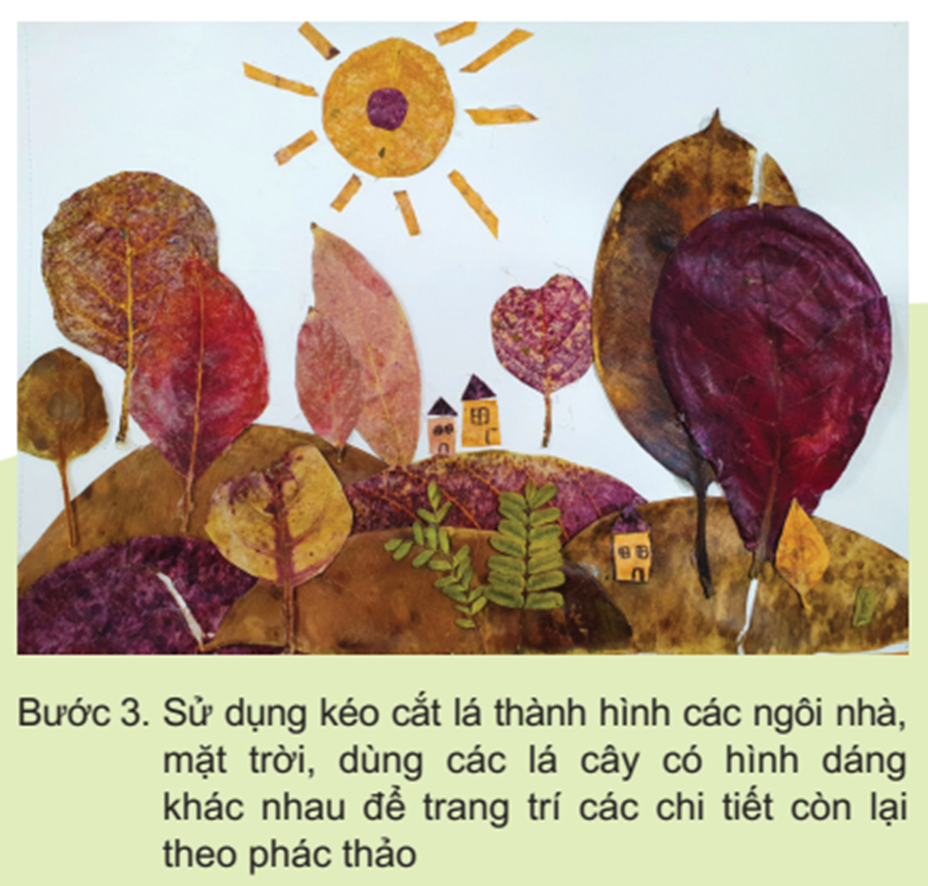 Bước 3. Sử dụng kéo cắt lá thành hình các ngôi nhà,
mặt trời, dùng các lá cây có hình dáng
khác nhau để trang trí các chi tiết còn lại
theo phác thảo